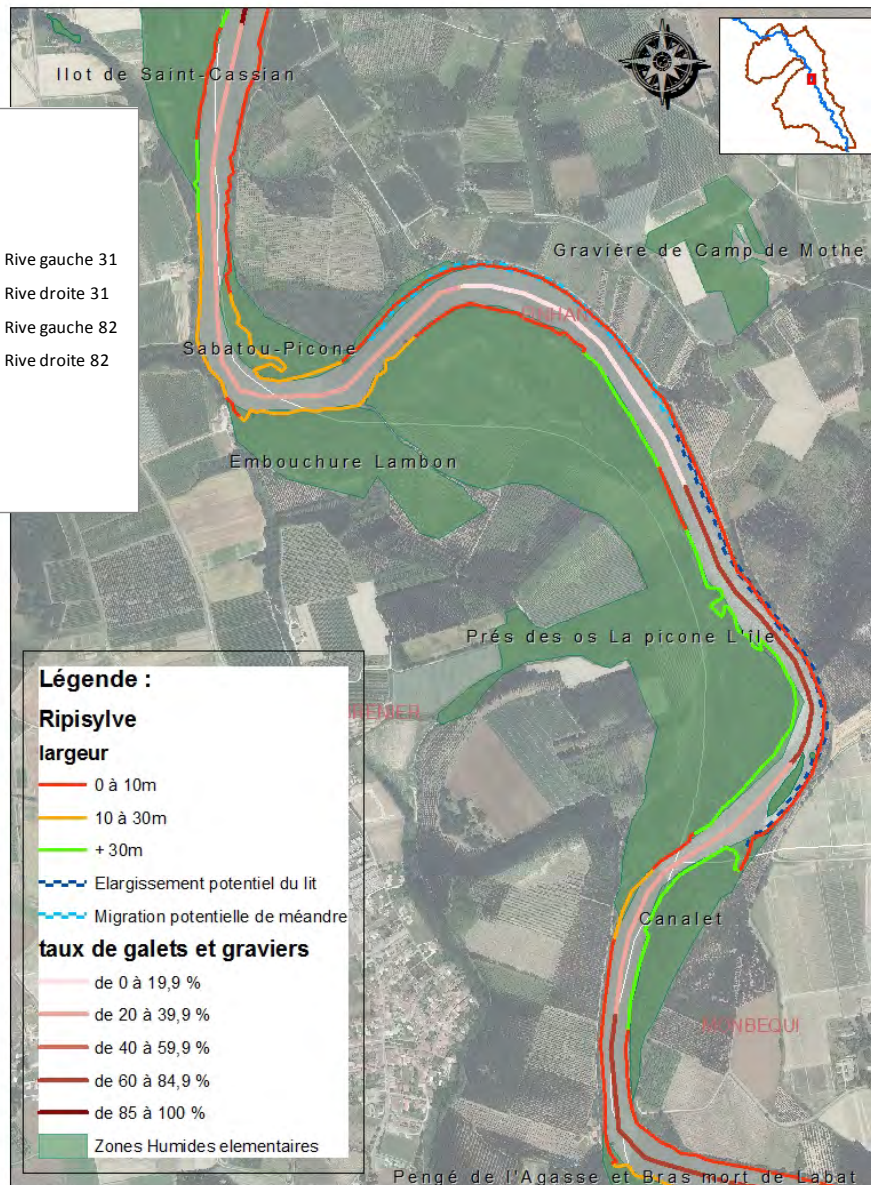 Ilot de Saint-Cassian
Rive gauche 31
Rive droite 31
Rive gauche 82
Rive droite 82
Gravière de Camp de Mothe
Sabatou-Picone
Embouchure Lambon
Prés des os La picone L'île
Canalet
MONBEQUI
Pengé de l'Agasse et Bras mort de Labat
Légende :
Ripisylve
largeur
0 à 10m
10 à 30m
+ 30m
Elargissement potentiel du lit
Migration potentielle de méandre
taux de galets et graviers
de 0 à 19,9 %
de 20 à 39,9 %
de 40 à 59,9 %
de 60 à 84,9 %
de 85 à 100 %
Zones Humides elementaires